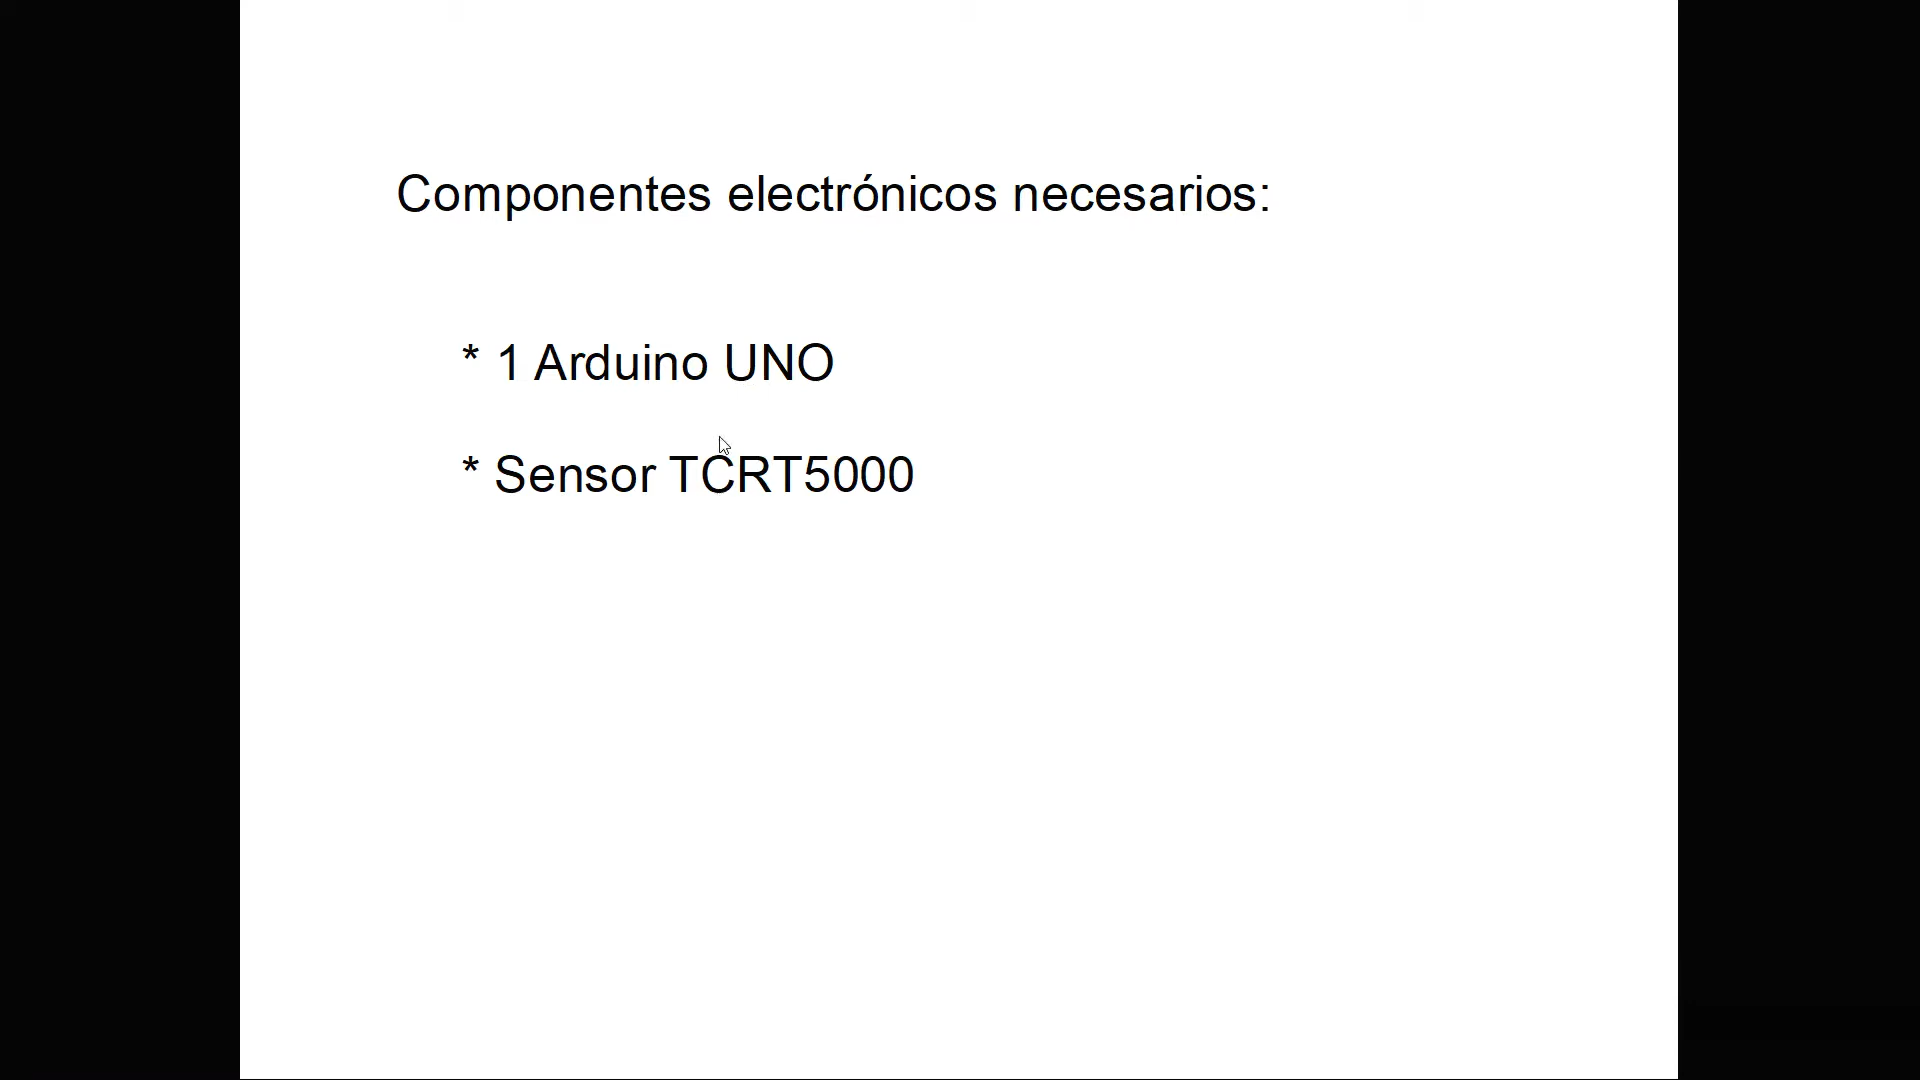 Componentes electrónicos necesarios:
* 1 Arduino UNO
* Sensor TCRT5000